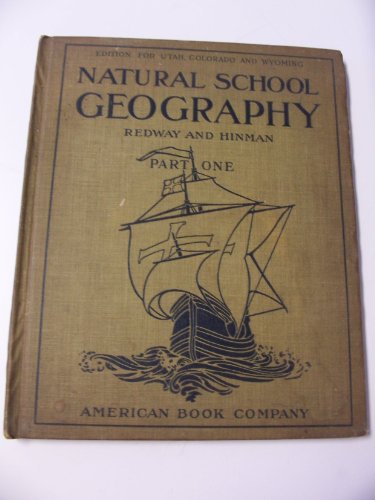 EDITION FOR UTAH, COLORADO AND WYOMING
NATURAL SCHOOL
GEOGRAPHY
REDWAY AND HINMAN
PART ONE
AMERICAN BOOK COMPANY